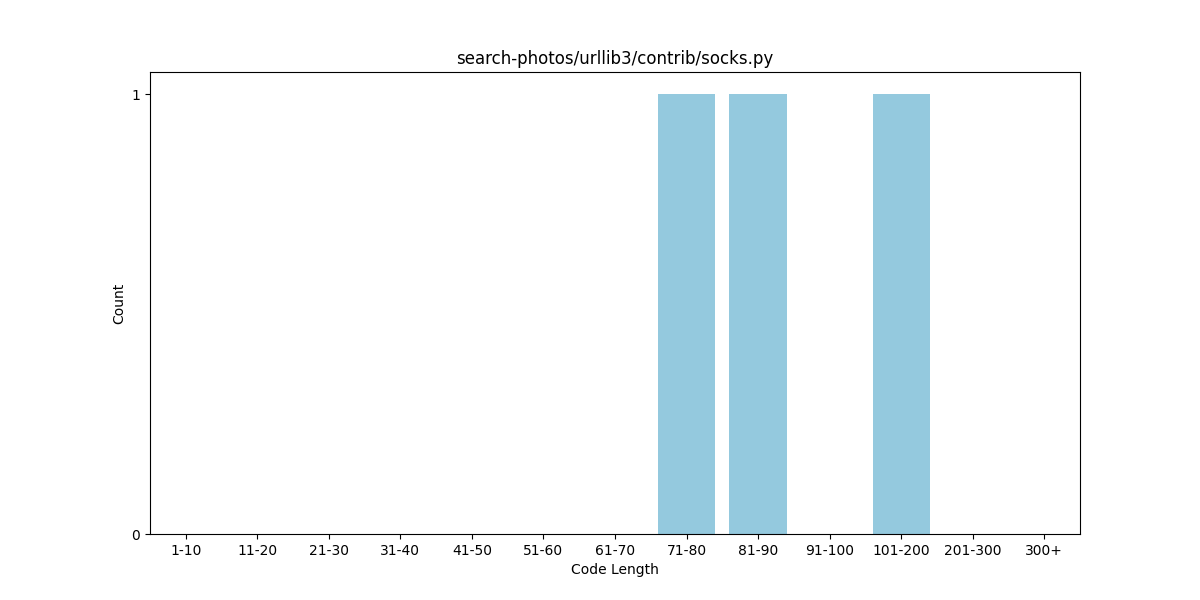 search-photos/urllib3/contrib/socks.py
Count
1
0
1-10 11-20 21-30 31-40 41-50 51-60 61-70 71-80 81-90 91-100 101-200 201-300 300+
Code Length